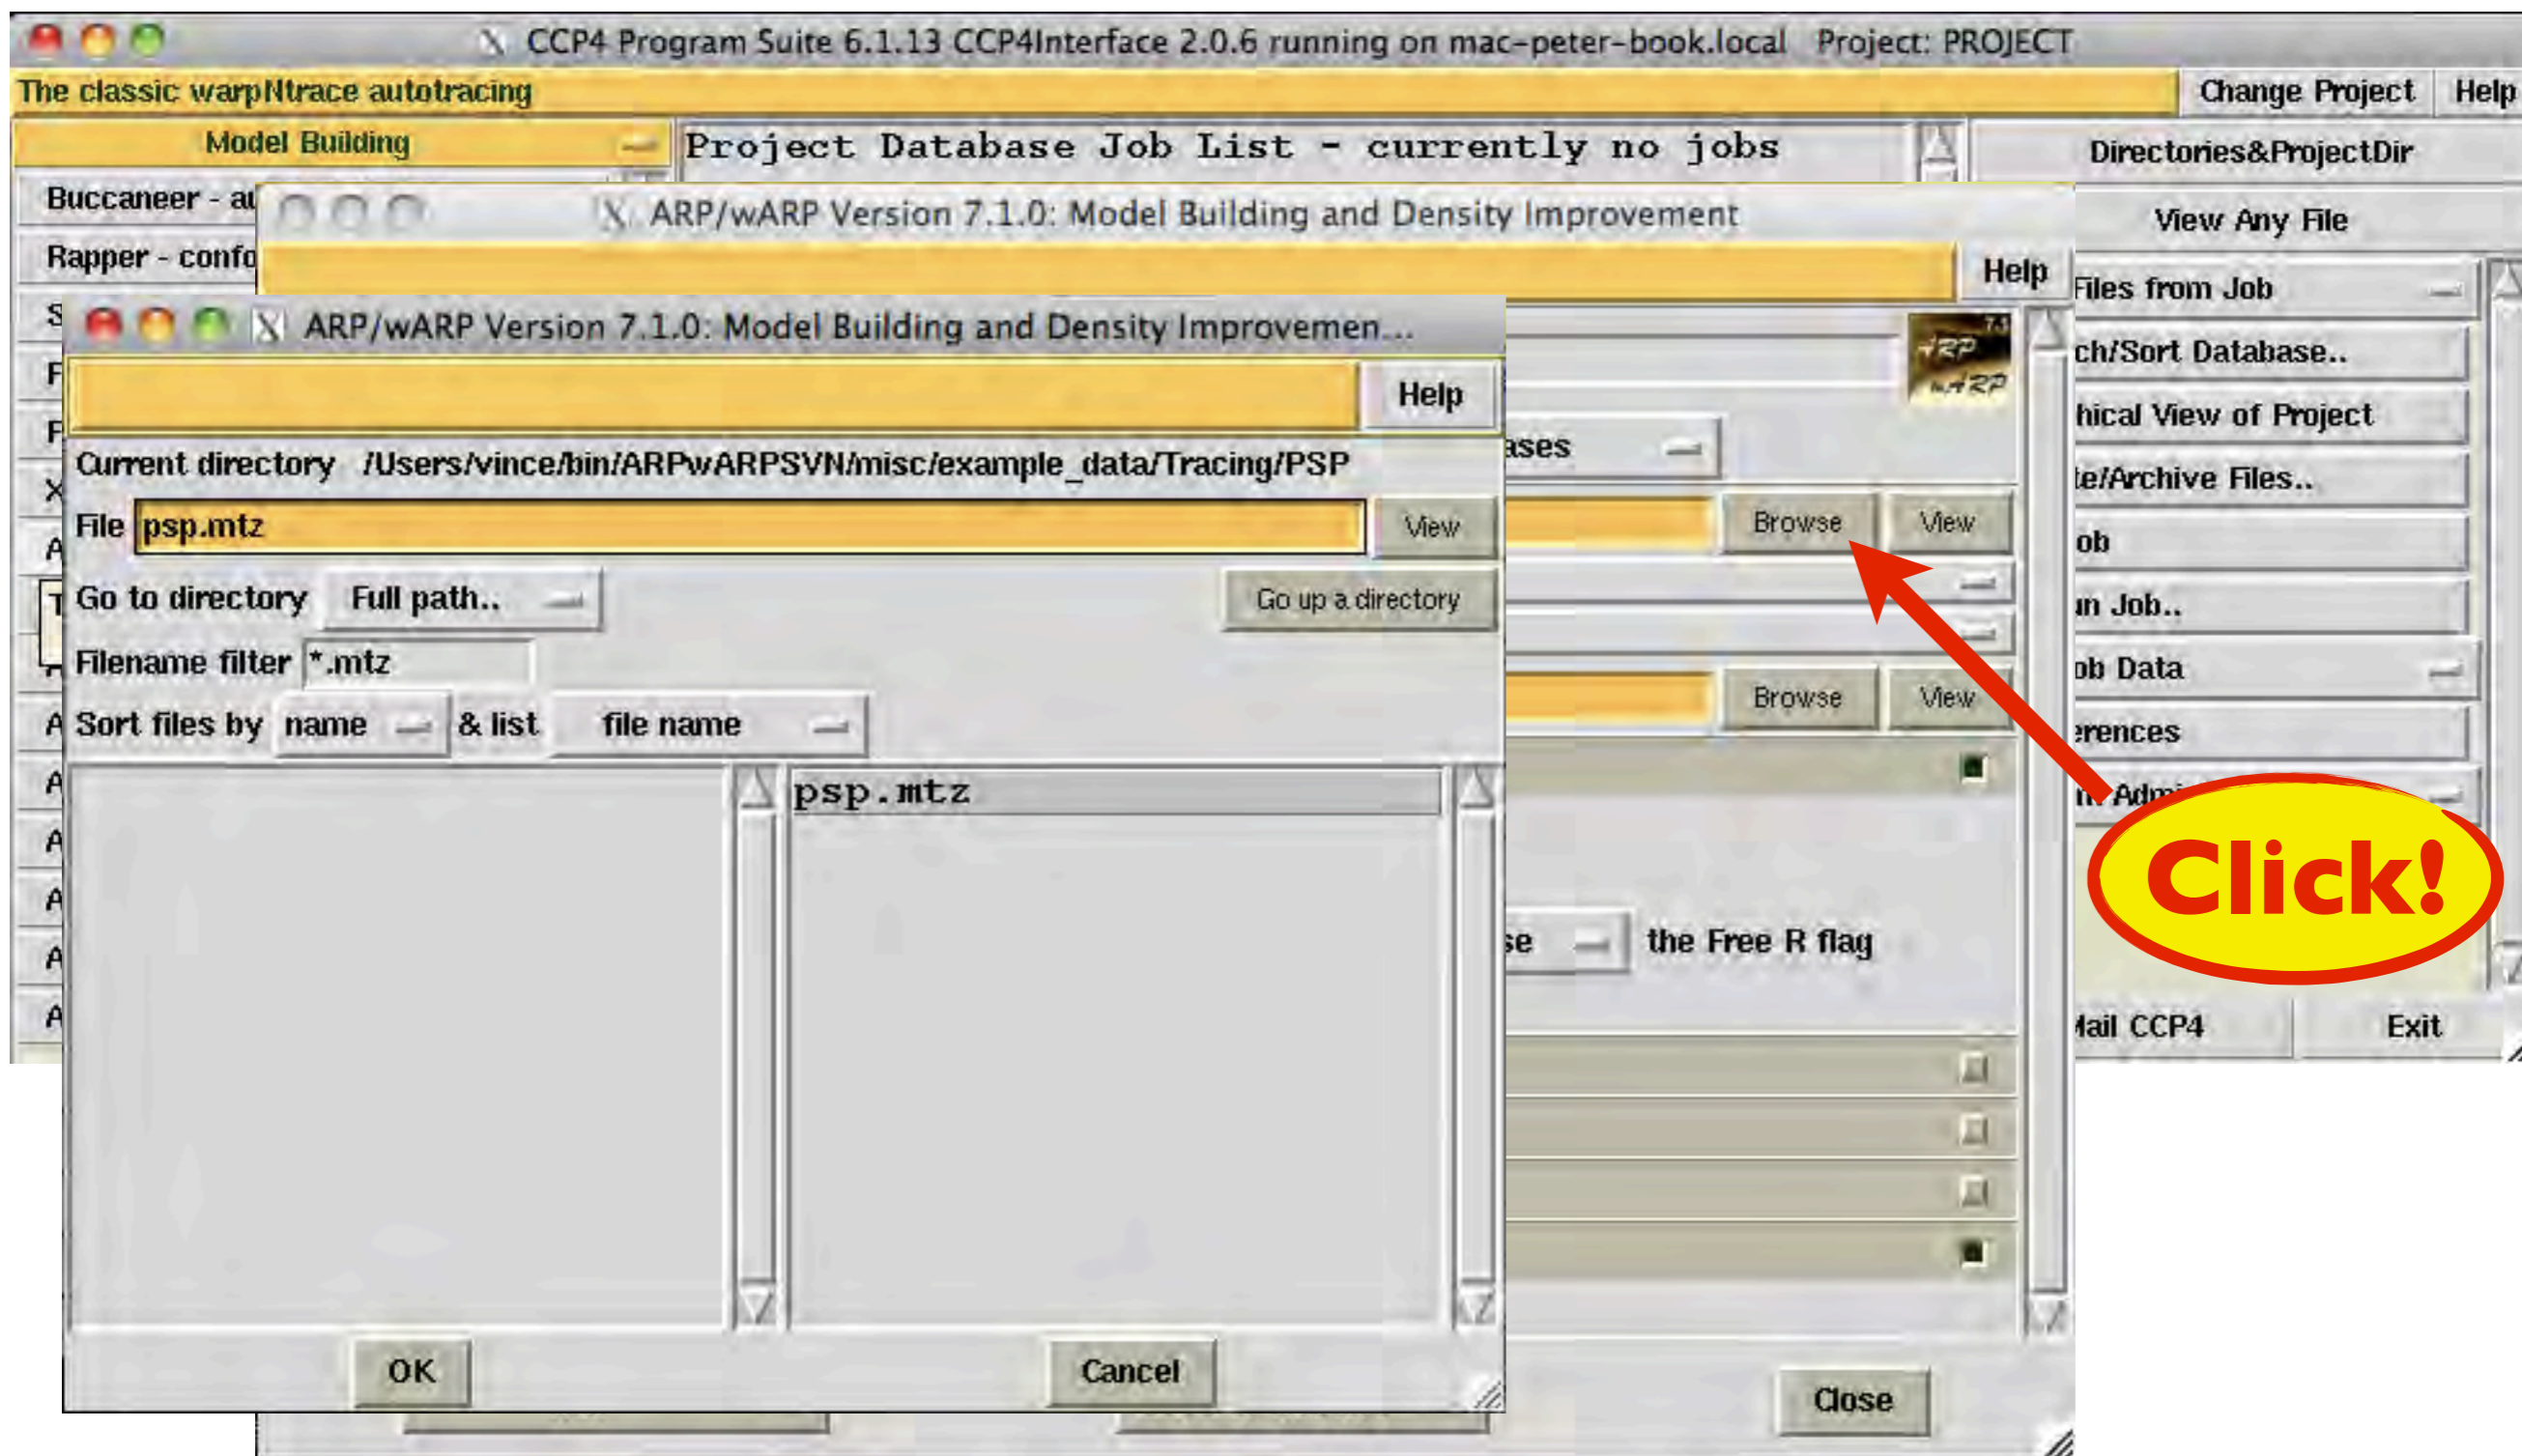 CCP4 Program Suite 6.1.13 CCP4Interface 2.0.6 running on mac-peter-book.local Project: PROJECT
The classic warpNtrace autotracing
Change Project
Help
Model Building
Project Database Job List - currently no jobs
Directories&ProjectDir
Buccaneer - au
ARP/wARP Version 7.1.0: Model Building and Density Improvement
View Any File
Rapper - confo
Help
Files from Job
S
ARP/wARP Version 7.1.0: Model Building and Density Improvemen...
ARP
wARP
ch/Sort Database..
F
Help
hical View of Project
F
Current directory /Users/vince/bin/ARPwARPSVN/misc/example_data/Tracing/PSP
ases
te/Archive Files..
X
File psp.mtz
View
Browse
View
ob
A
Go to directory Full path..
Go up a directory
un Job..
T
Filename filter *.mtz
ob Data
A
Sort files by name & list file name
Browse
View
erences
A
psp.mtz
m Admi
A
Click!
A
se the Free R flag
A
A
Mail CCP4
Exit
OK
Cancel
Close